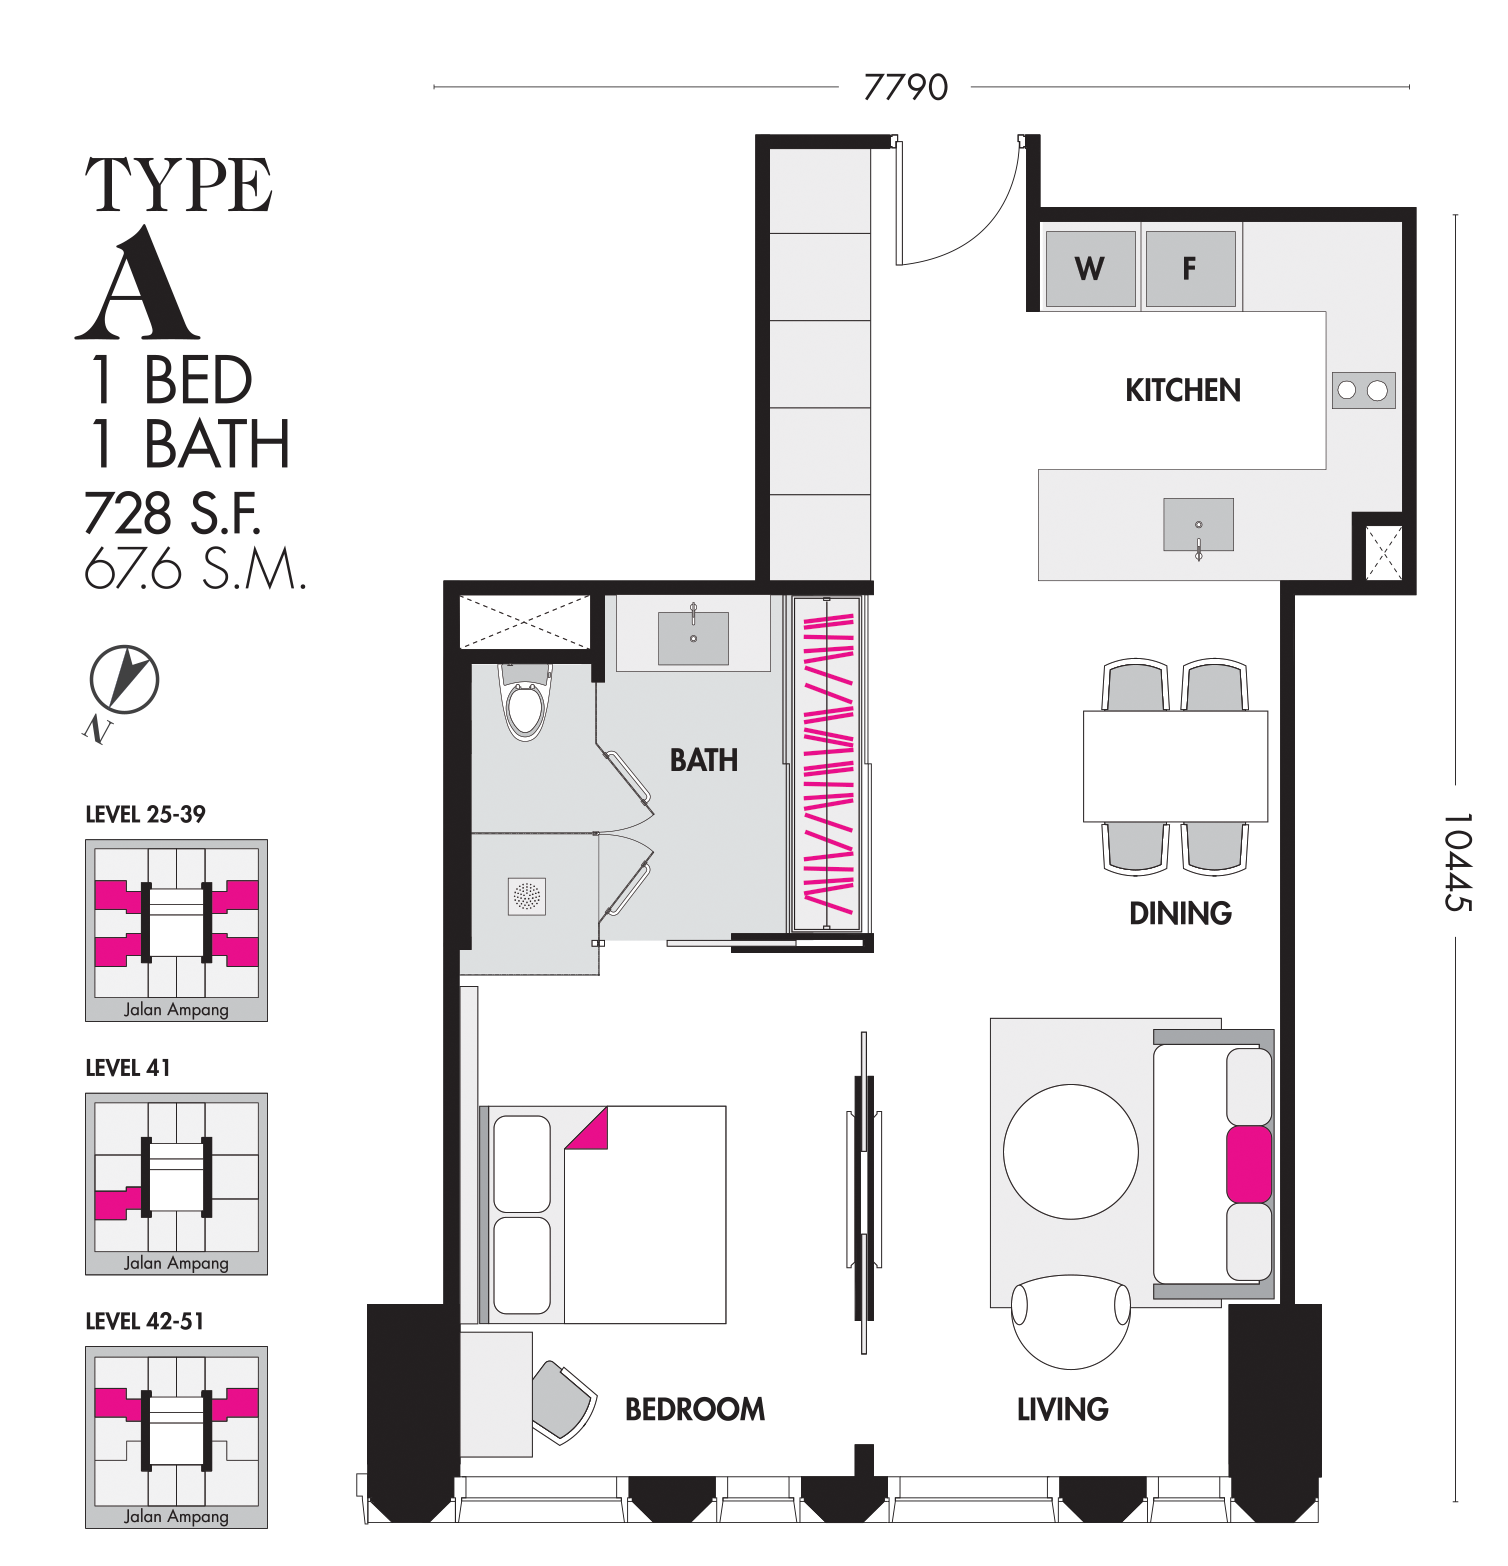 7790
TYPE
A
1 BED
1 BATH
728 S.F.
67.6 S.M.
N
LEVEL 25-39
Jalan Ampang
LEVEL 41
Jalan Ampang
LEVEL 42-51
Jalan Ampang
W
F
KITCHEN
BATH
DINING
10445
BEDROOM
LIVING